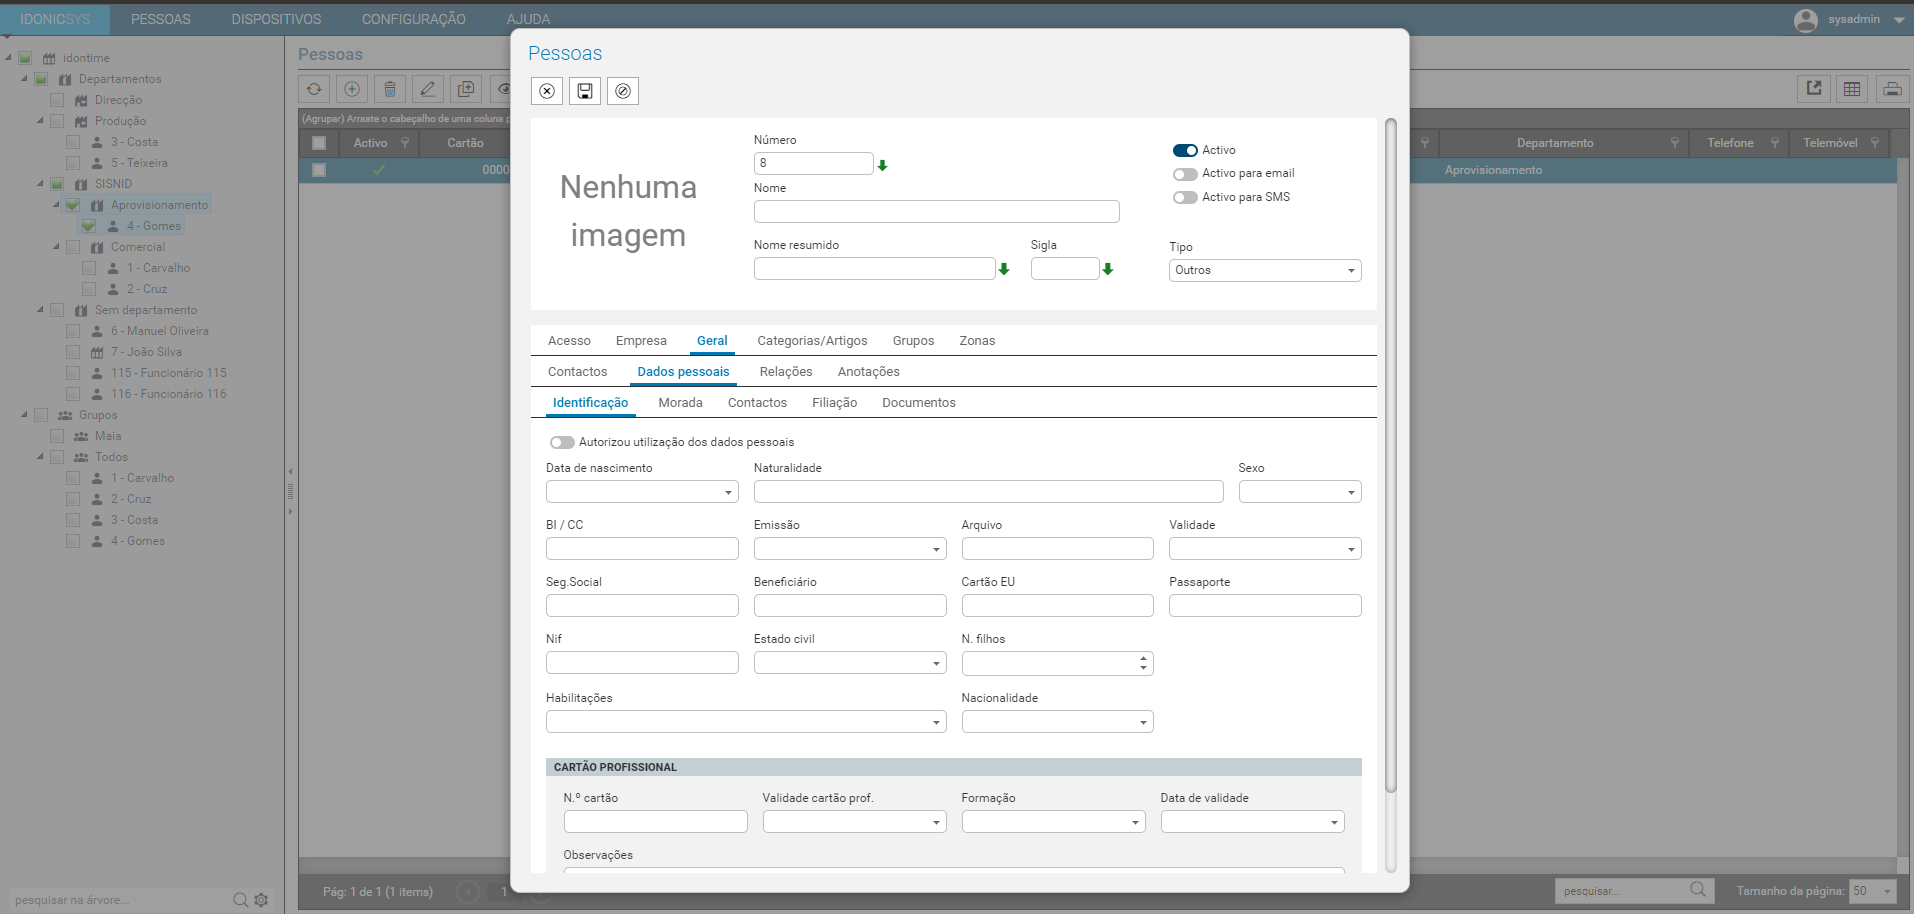 IDONICSYS PESSOAS DISPOSITIVOS CONFIGURAÇÃO AJUDA sysadmin
idontime
Departamentos
Direcção
Produção
3 - Costa
5 - Teixeira
SISNID
Aprovisionamento
4 - Gomes
Comercial
1 - Carvalho
2 - Cruz
Sem departamento
6 - Manuel Oliveira
7 - João Silva
115 - Funcionário 115
116 - Funcionário 116
Grupos
Maia
Todos
1 - Carvalho
2 - Cruz
3 - Costa
4 - Gomes
pesquisar na árvore...
Pessoas
(Agrupar) Arraste o cabeçalho de uma coluna p
Activo Cartão Departamento Telefone Telemóvel
0000 Aprovisionamento
Pág: 1 de 1 (1 items) 1 pesquisar... Tamanho da página: 50
Pessoas
Nenhuma
imagem
Número
8
Nome
Nome resumido Sigla
Activo
Activo para email
Activo para SMS
Tipo
Outros
Acesso Empresa Geral Categorias/Artigos Grupos Zonas
Contactos Dados pessoais Relações Anotações
Identificação Morada Contactos Filiação Documentos
Autorizou utilização dos dados pessoais
Data de nascimento Naturalidade Sexo
BI / CC Emissão Arquivo Validade
Seg.Social Beneficiário Cartão EU Passaporte
Nif Estado civil N. filhos
Habilitações Nacionalidade
CARTÃO PROFISSIONAL
N.º cartão Validade cartão prof. Formação Data de validade
Observações